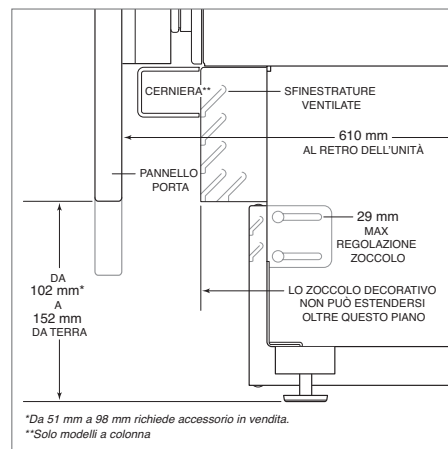 CERNIERA**
SFINESTRATURE
VENTILATE
610 mm
AL RETRO DELL'UNITÀ
PANNELLO
PORTA
29 mm
MAX
REGOLAZIONE
ZOCCOLO
DA
102 mm*
A
152 mm
DA TERRA
LO ZOCCOLO DECORATIVO
NON PUÒ ESTENDERSI
OLTRE QUESTO PIANO
*Da 51 mm a 98 mm richiede accessorio in vendita.
**Solo modelli a colonna